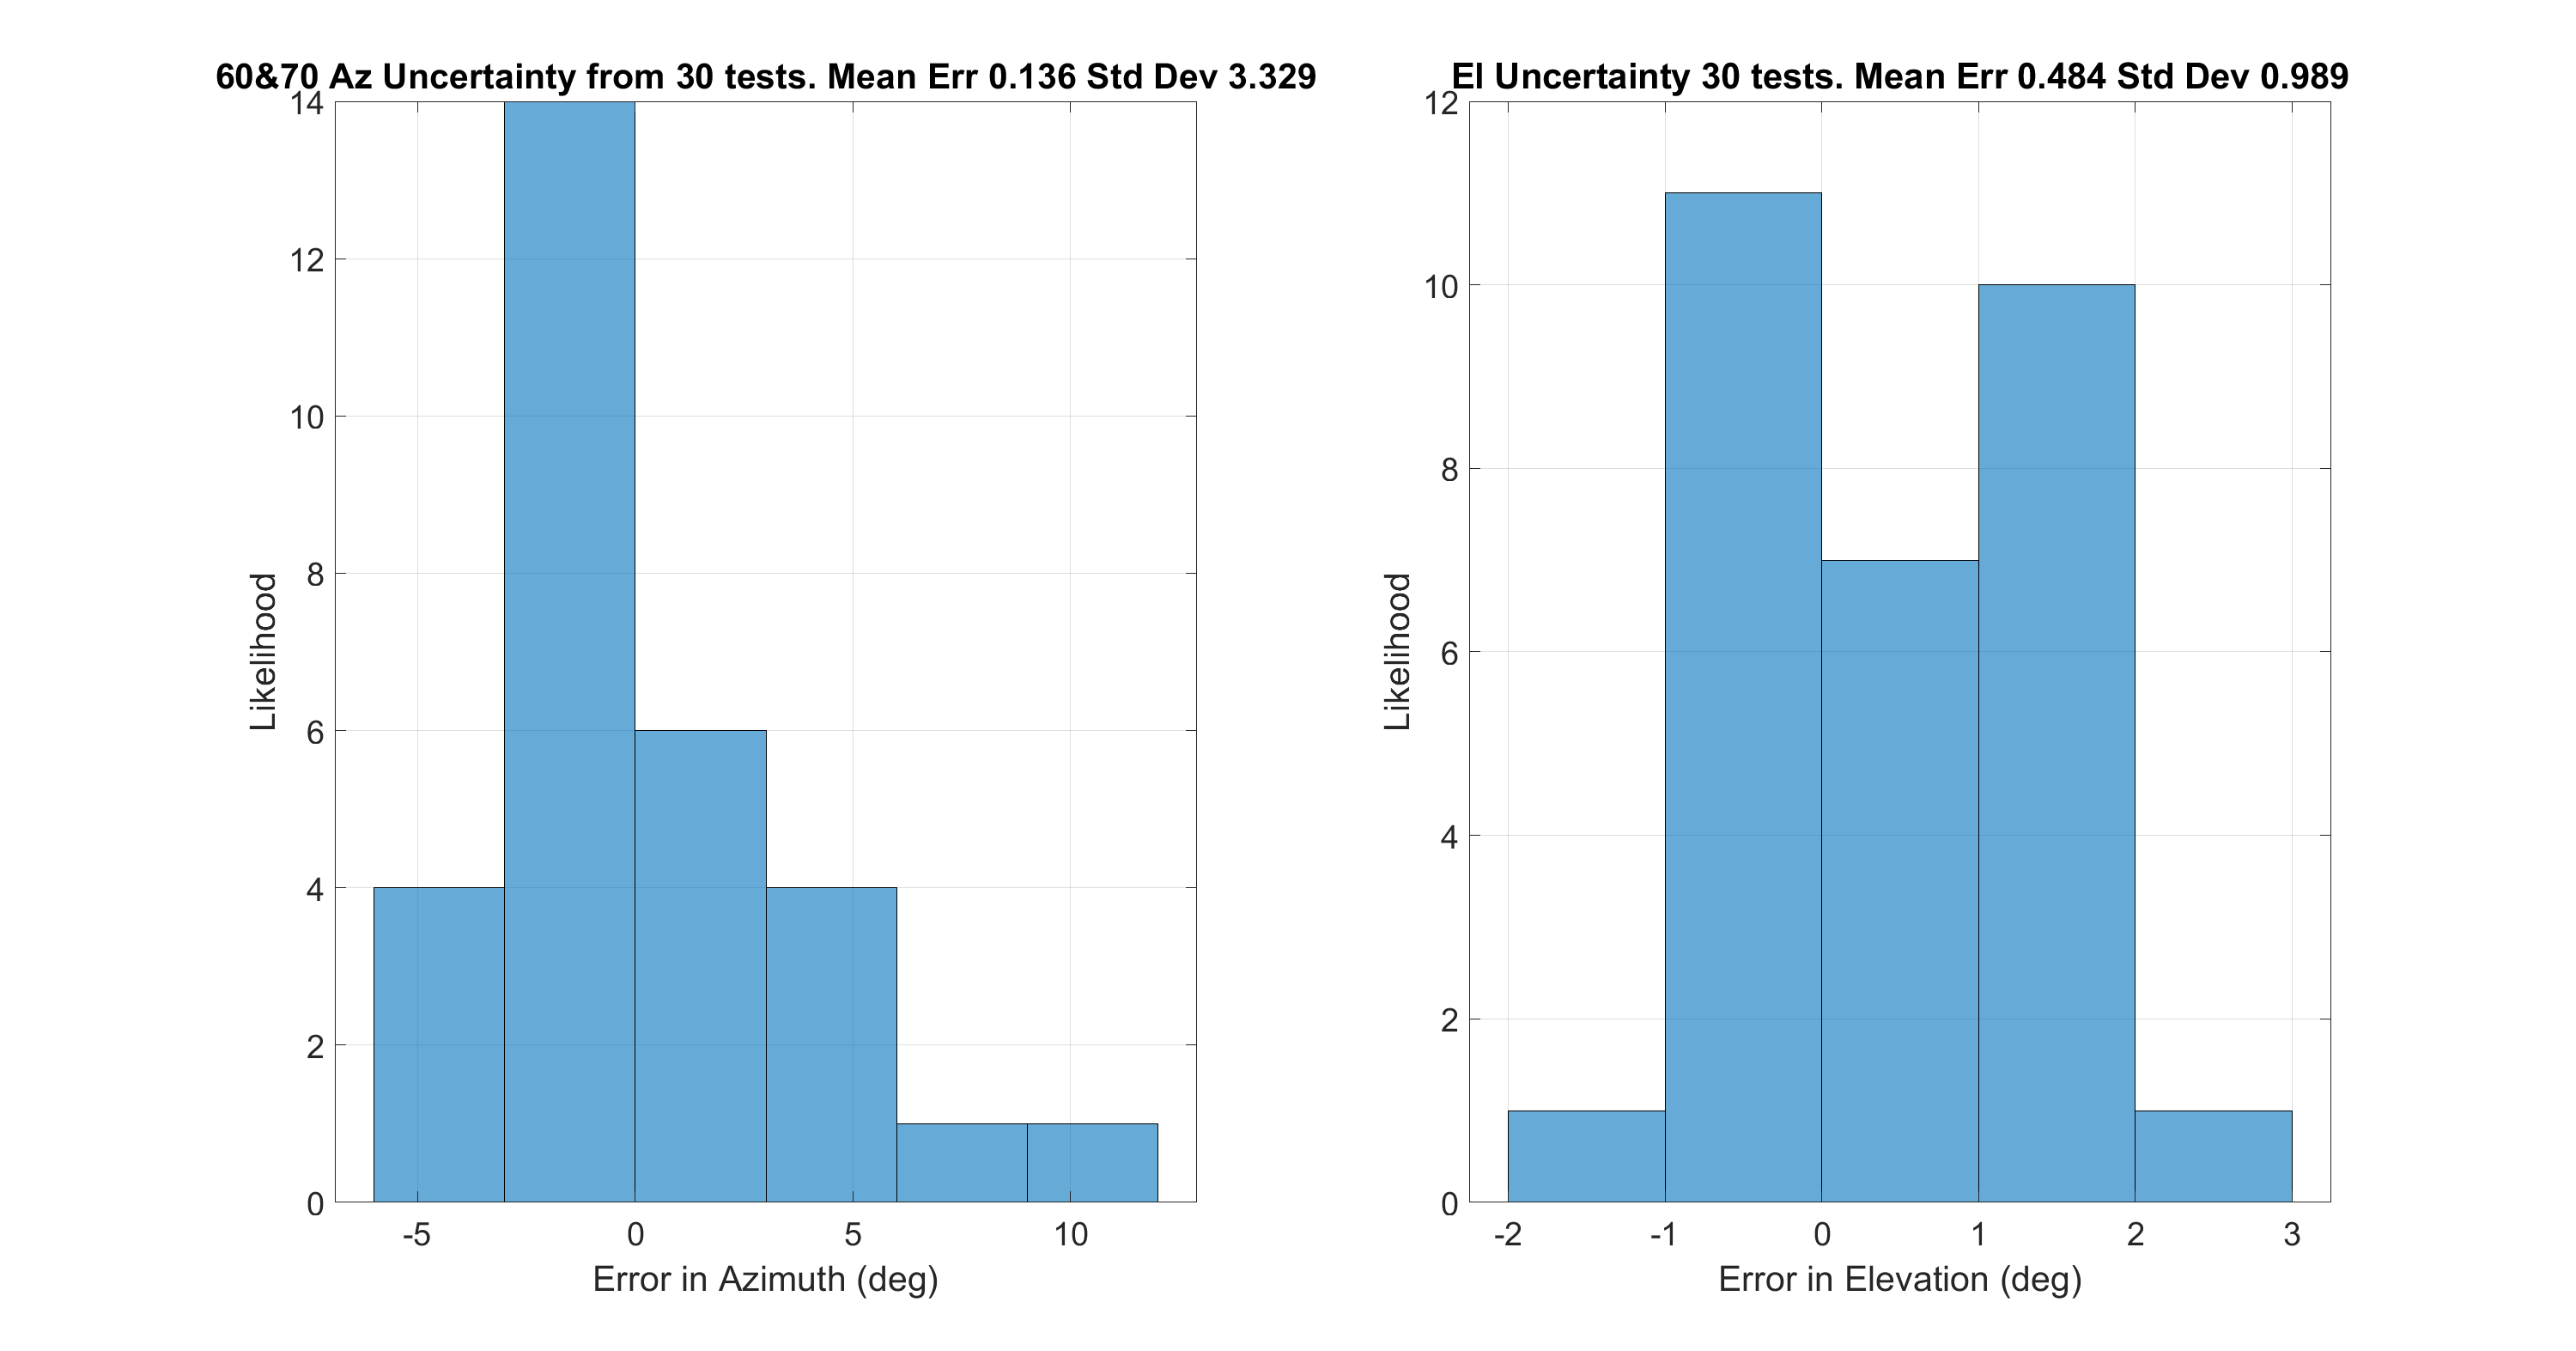 60&70 Az Uncertainty from 30 tests. Mean Err 0.136 Std Dev 3.329
14
12
10
8
6
4
2
0
Likelihood
-5 0 5 10
Error in Azimuth (deg)
El Uncertainty 30 tests. Mean Err 0.484 Std Dev 0.989
12
10
8
6
4
2
0
Likelihood
-2 -1 0 1 2 3
Error in Elevation (deg)